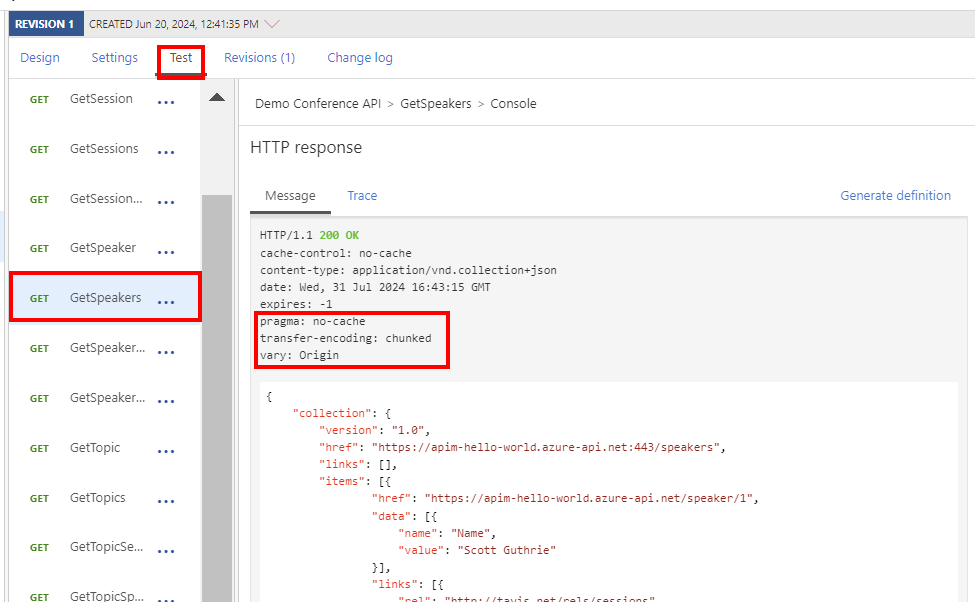 REVISION 1 CREATED Jun 20, 2024, 12:41:35 PM
Design Settings Test Revisions (1) Change log
GET GetSession ...
GET GetSessions ...
GET GetSession... ...
GET GetSpeaker ...
GET GetSpeakers ...
GET GetSpeaker... ...
GET GetSpeaker... ...
GET GetTopic ...
GET GetTopics ...
GET GetTopicSe... ...
GET GetTopicSp... ...
Demo Conference API > GetSpeakers > Console
HTTP response
Message Trace Generate definition
HTTP/1.1 200 OK
cache-control: no-cache
content-type: application/vnd.collection+json
date: Wed, 31 Jul 2024 16:43:15 GMT
expires: -1
pragma: no-cache
transfer-encoding: chunked
vary: Origin
{
"collection": {
"version": "1.0",
"href": "https://apim-hello-world.azure-api.net:443/speakers",
"links": [],
"items": [{
"href": "https://apim-hello-world.azure-api.net/speaker/1",
"data": [{
"name": "Name",
"value": "Scott Guthrie"
}],
"links": [{
"rel": "http://tavis.net/rels/sessions"